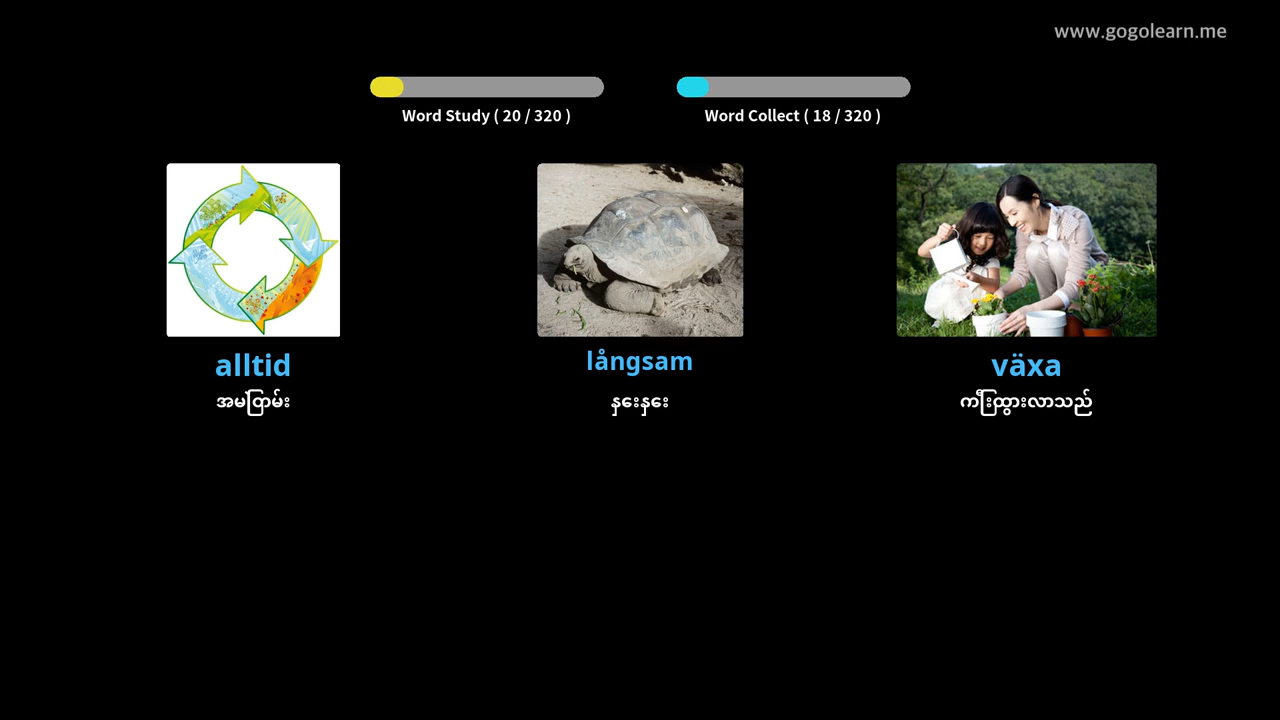 www.gogolearn.me
Word Study ( 20 / 320 )
Word Collect ( 18 / 320 )
alltid
långsam
växa
အမြဲတမ်း
နှေးနှေး
ကြီးထွားလာသည်